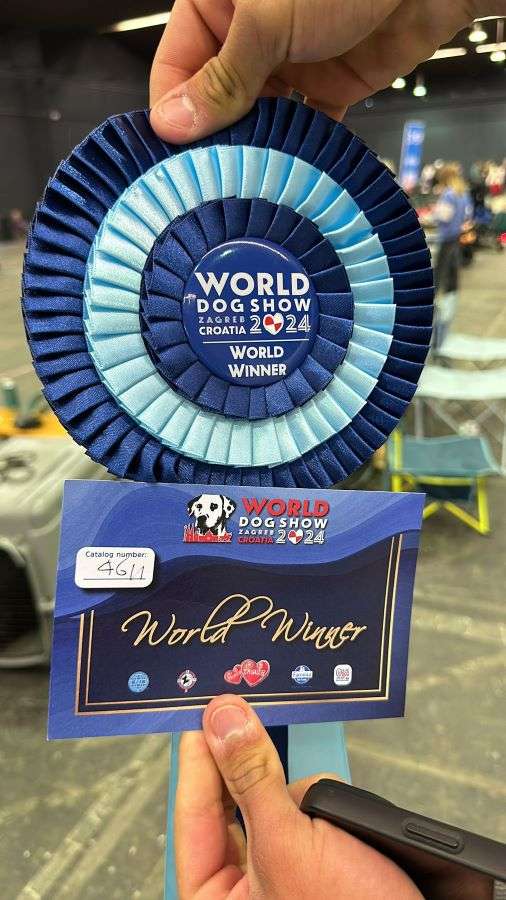 WORLD
DOG SHOW
ZAGREB
CROATIA 2024
WORLD
WINNER
WORLD
DOG SHOW
ZAGREB
CROATIA 2024
Catalog number:
4611
World Winner